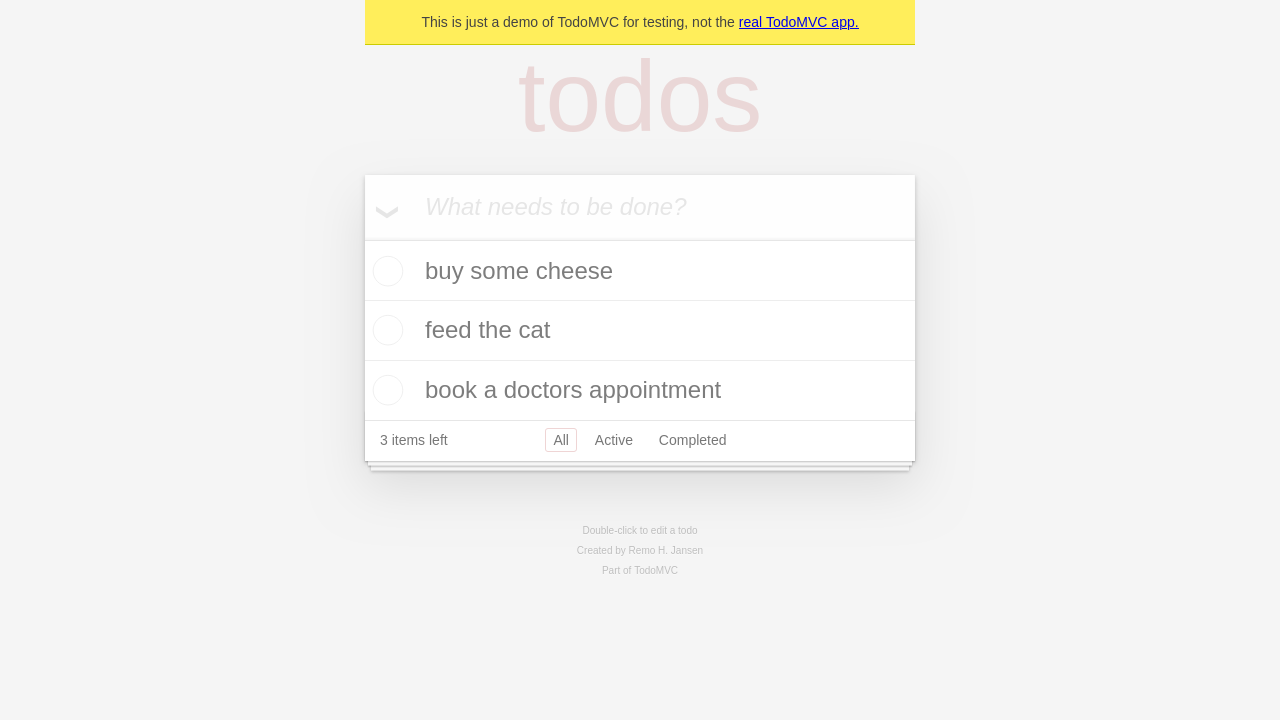 This is just a demo of TodoMVC for testing, not the real TodoMVC app.
todos
What needs to be done?
buy some cheese
feed the cat
book a doctors appointment
3 items left All Active Completed
Double-click to edit a todo
Created by Remo H. Jansen
Part of TodoMVC